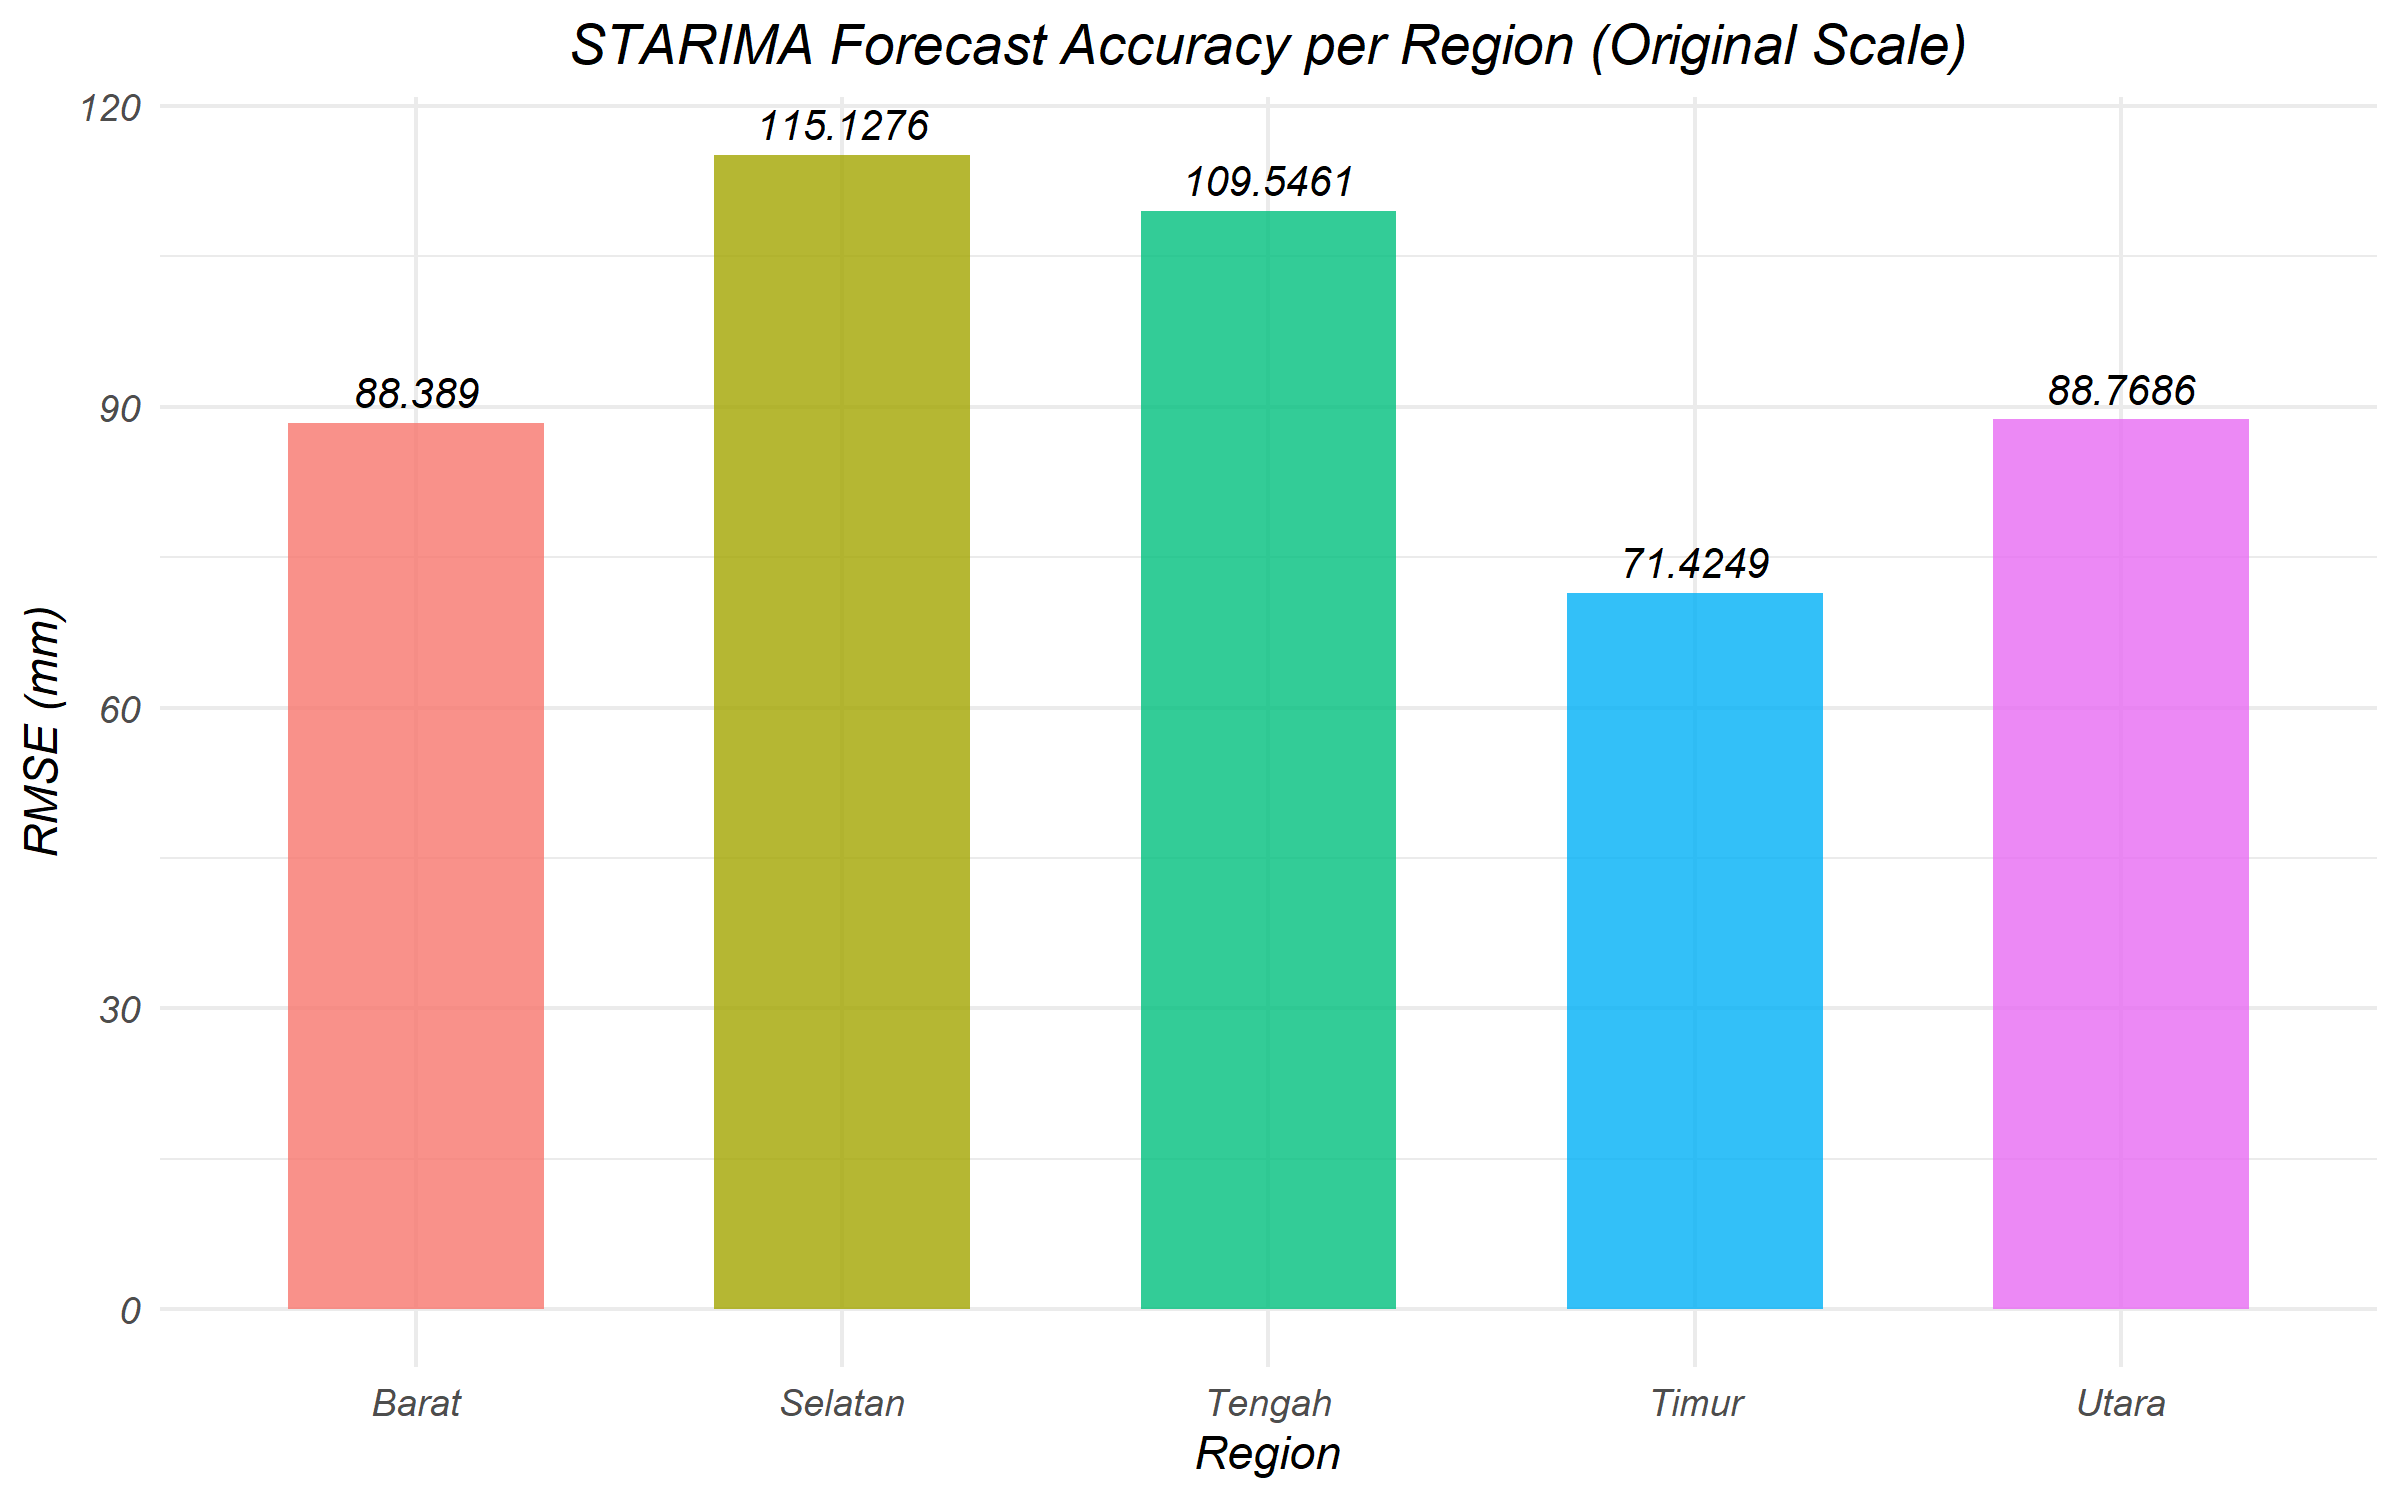 STARIMA Forecast Accuracy per Region (Original Scale)
120
90
60
30
0
RMSE (mm)
88.389
115.1276
109.5461
71.4249
88.7686
Barat
Selatan
Tengah
Timur
Utara
Region